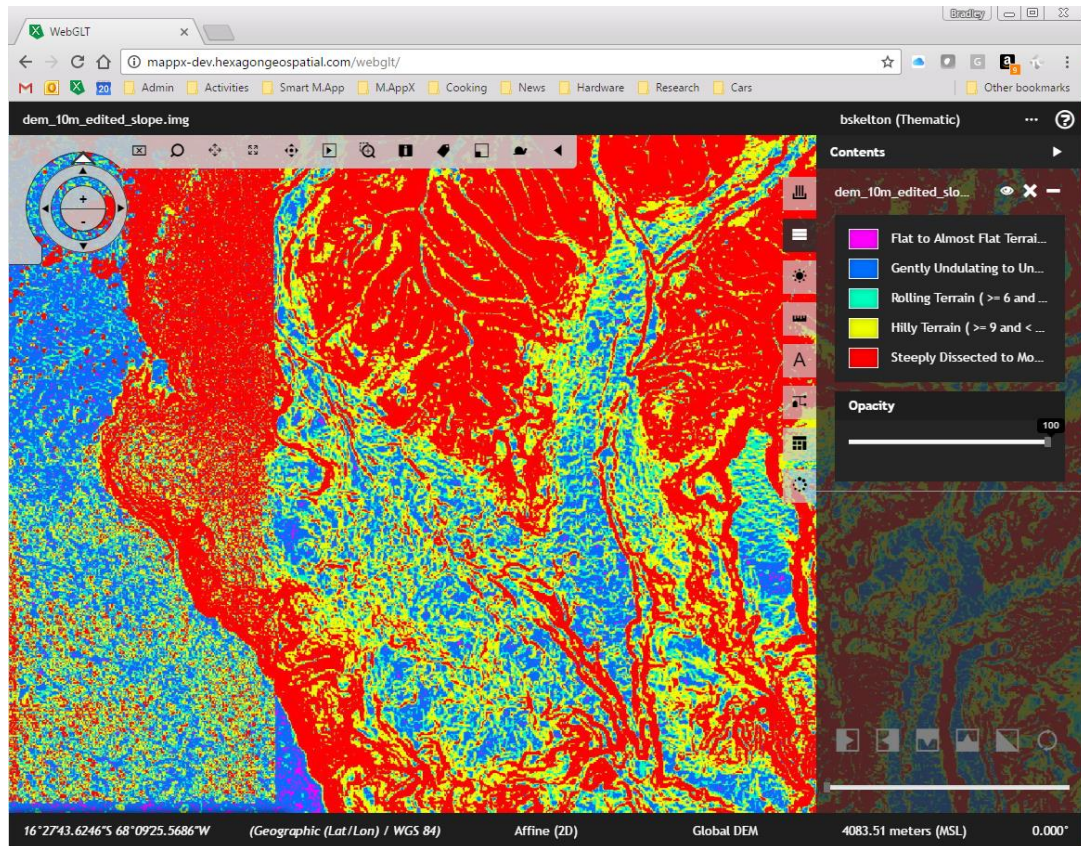 Bradley
WebGLT
mappx-dev.hexagongeospatial.com/webglt/
20 Admin Activities Smart M.App M.AppX Cooking News Hardware Research Cars Other bookmarks
dem_10m_edited_slope.img
bskelton (Thematic)
Contents
dem_10m_edited_slo...
Flat to Almost Flat Terrai...
Gently Undulating to Un...
Rolling Terrain ( >= 6 and ...
Hilly Terrain ( >= 9 and < ...
Steeply Dissected to Mo...
Opacity
100
16°27'43.6246"S 68°09'25.5686"W (Geographic (Lat/Lon) / WGS 84) Affine (2D) Global DEM 4083.51 meters (MSL) 0.000°